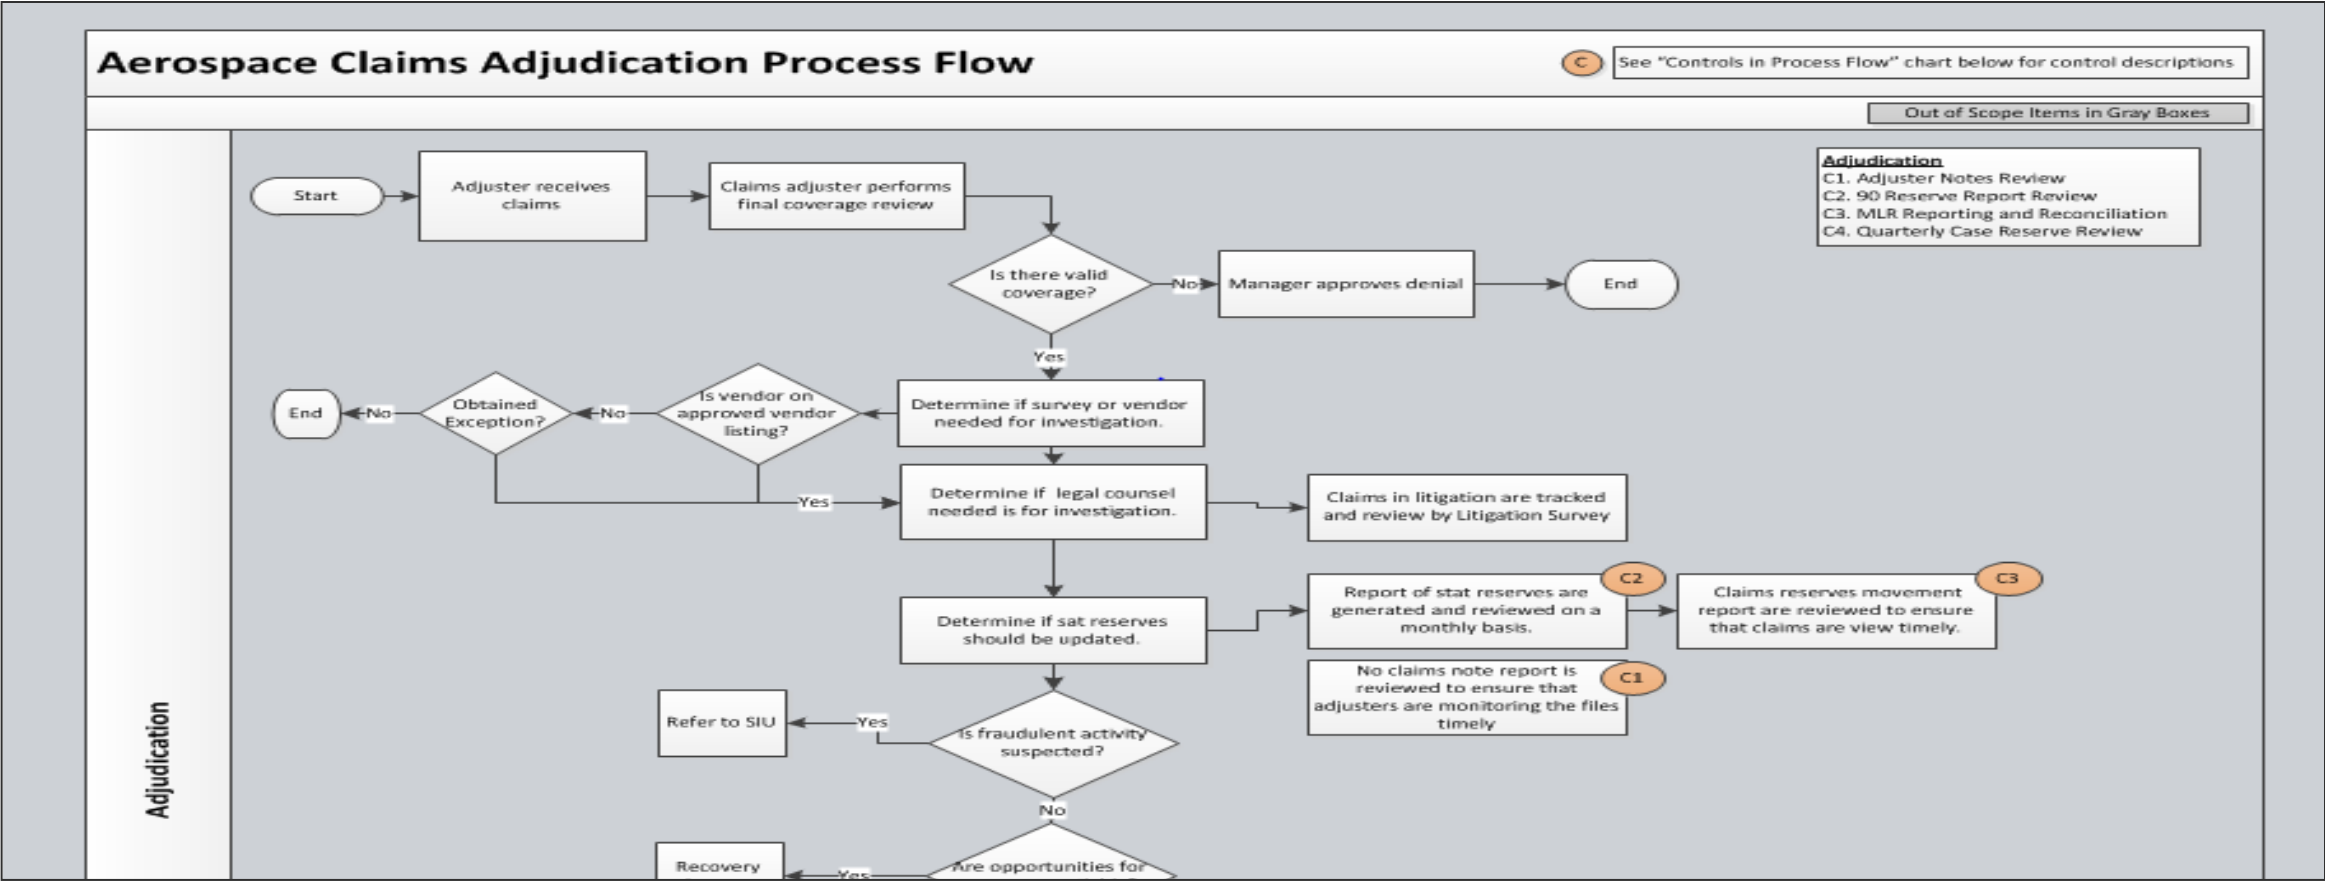 Aerospace Claims Adjudication Process Flow
C
See "Controls in Process Flow" chart below for control descriptions
Out of Scope Items in Gray Boxes
Adjudication
C1. Adjuster Notes Review
C2. 90 Reserve Report Review
C3. MLR Reporting and Reconciliation
C4. Quarterly Case Reserve Review
Start
Adjuster receives
claims
Claims adjuster performs
final coverage review
Is there valid
coverage?
No
Manager approves denial
End
Yes
Determine if survey or vendor
needed for investigation.
Is vendor on
approved vendor
listing?
No
Obtained
Exception?
No
End
Yes
Determine if  legal counsel
needed is for investigation.
Claims in litigation are tracked
and review by Litigation Survey
Determine if sat reserves
should be updated.
C2
Report of stat reserves are
generated and reviewed on a
monthly basis.
C3
Claims reserves movement
report are reviewed to ensure
that claims are view timely.
C1
No claims note report is
reviewed to ensure that
adjusters are monitoring the files
timely
Is fraudulent activity
suspected?
Yes
Refer to SIU
No
Are opportunities for
Yes
Recovery
Adjudication